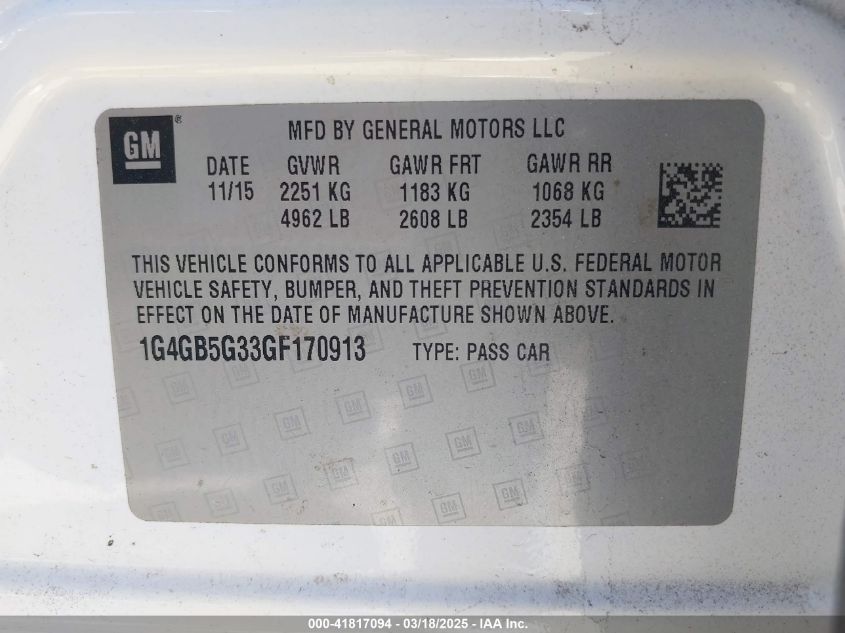 GM®
MFD BY GENERAL MOTORS LLC
DATE GVWR GAWR FRT GAWR RR
11/15 2251 KG 1183 KG 1068 KG
4962 LB 2608 LB 2354 LB
THIS VEHICLE CONFORMS TO ALL APPLICABLE U.S. FEDERAL MOTOR
VEHICLE SAFETY, BUMPER, AND THEFT PREVENTION STANDARDS IN
EFFECT ON THE DATE OF MANUFACTURE SHOWN ABOVE.
1G4GB5G33GF170913 TYPE: PASS CAR
000-41817094 - 03/18/2025 - IAA Inc.